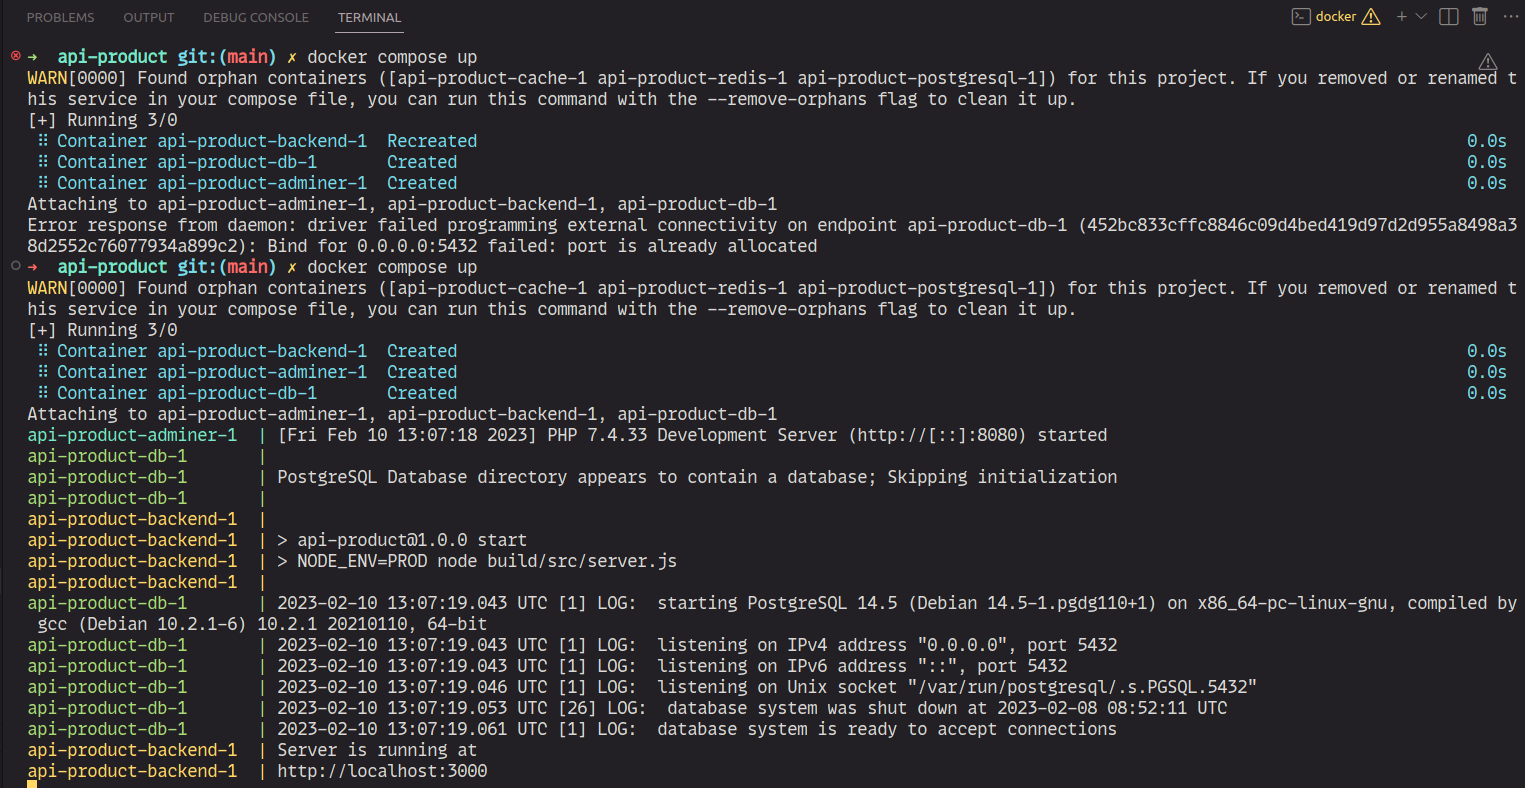 PROBLEMS OUTPUT DEBUG CONSOLE TERMINAL docker
→ api-product git:(main) ✗ docker compose up
WARN[0000] Found orphan containers ([api-product-cache-1 api-product-redis-1 api-product-postgresql-1]) for this project. If you removed or renamed t
his service in your compose file, you can run this command with the --remove-orphans flag to clean it up.
[+] Running 3/0
⠿ Container api-product-backend-1 Recreated 0.0s
⠿ Container api-product-db-1 Created 0.0s
⠿ Container api-product-adminer-1 Created 0.0s
Attaching to api-product-adminer-1, api-product-backend-1, api-product-db-1
Error response from daemon: driver failed programming external connectivity on endpoint api-product-db-1 (452bc833cffc8846c09d4bed419d97d2d955a8498a3
8d2552c76077934a899c2): Bind for 0.0.0.0:5432 failed: port is already allocated
→ api-product git:(main) ✗ docker compose up
WARN[0000] Found orphan containers ([api-product-cache-1 api-product-redis-1 api-product-postgresql-1]) for this project. If you removed or renamed t
his service in your compose file, you can run this command with the --remove-orphans flag to clean it up.
[+] Running 3/0
⠿ Container api-product-backend-1 Created 0.0s
⠿ Container api-product-adminer-1 Created 0.0s
⠿ Container api-product-db-1 Created 0.0s
Attaching to api-product-adminer-1, api-product-backend-1, api-product-db-1
api-product-adminer-1 | [Fri Feb 10 13:07:18 2023] PHP 7.4.33 Development Server (http://[::]:8080) started
api-product-db-1 |
api-product-db-1 | PostgreSQL Database directory appears to contain a database; Skipping initialization
api-product-db-1 |
api-product-backend-1 |
api-product-backend-1 | > api-product@1.0.0 start
api-product-backend-1 | > NODE_ENV=PROD node build/src/server.js
api-product-backend-1 |
api-product-db-1 | 2023-02-10 13:07:19.043 UTC [1] LOG: starting PostgreSQL 14.5 (Debian 14.5-1.pgdg110+1) on x86_64-pc-linux-gnu, compiled by
gcc (Debian 10.2.1-6) 10.2.1 20210110, 64-bit
api-product-db-1 | 2023-02-10 13:07:19.043 UTC [1] LOG: listening on IPv4 address "0.0.0.0", port 5432
api-product-db-1 | 2023-02-10 13:07:19.043 UTC [1] LOG: listening on IPv6 address "::", port 5432
api-product-db-1 | 2023-02-10 13:07:19.046 UTC [1] LOG: listening on Unix socket "/var/run/postgresql/.s.PGSQL.5432"
api-product-db-1 | 2023-02-10 13:07:19.053 UTC [26] LOG: database system was shut down at 2023-02-08 08:52:11 UTC
api-product-db-1 | 2023-02-10 13:07:19.061 UTC [1] LOG: database system is ready to accept connections
api-product-backend-1 | Server is running at
api-product-backend-1 | http://localhost:3000